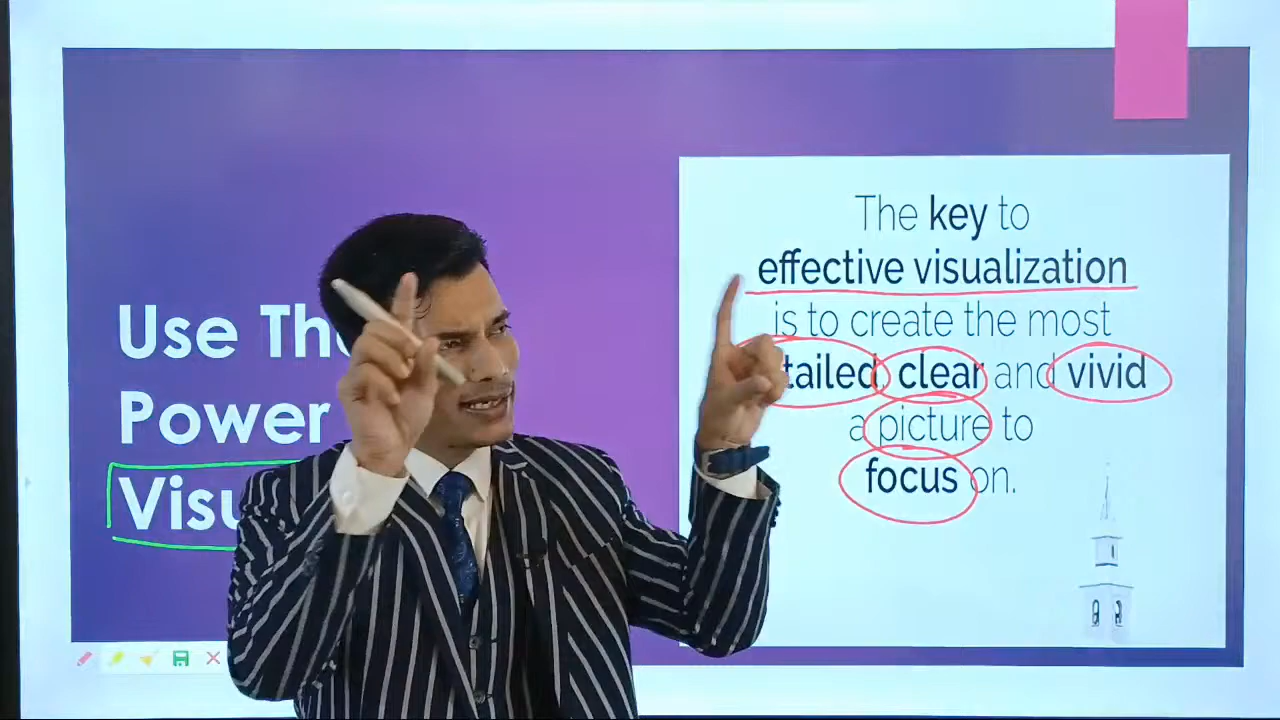 Use The
Power
Visu
The key to
effective visualization
is to create the most
tailed, clear and vivid
a picture to
focus on.